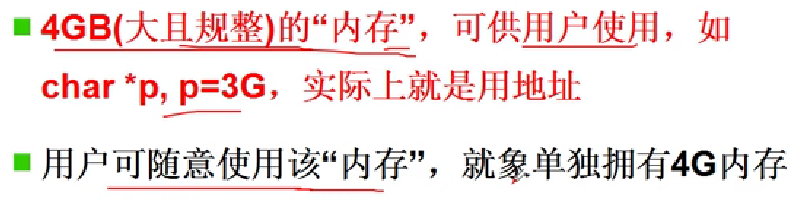 4GB(大且规整)的“内存”，可供用户使用，如
char *p, p=3G，实际上就是用地址
用户可随意使用该“内存”，就象单独拥有4G内存